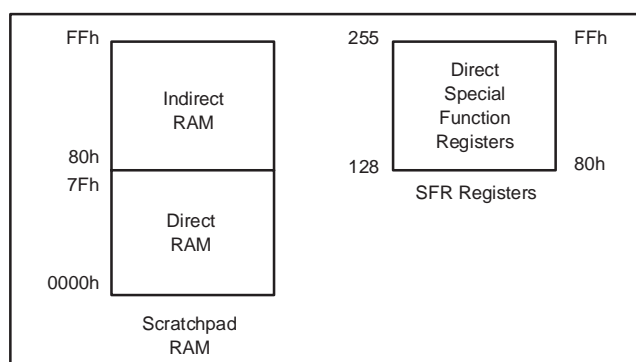 FFh
Indirect
RAM
80h
7Fh
Direct
RAM
0000h
Scratchpad
RAM
255
FFh
Direct
Special
Function
Registers
128
80h
SFR Registers